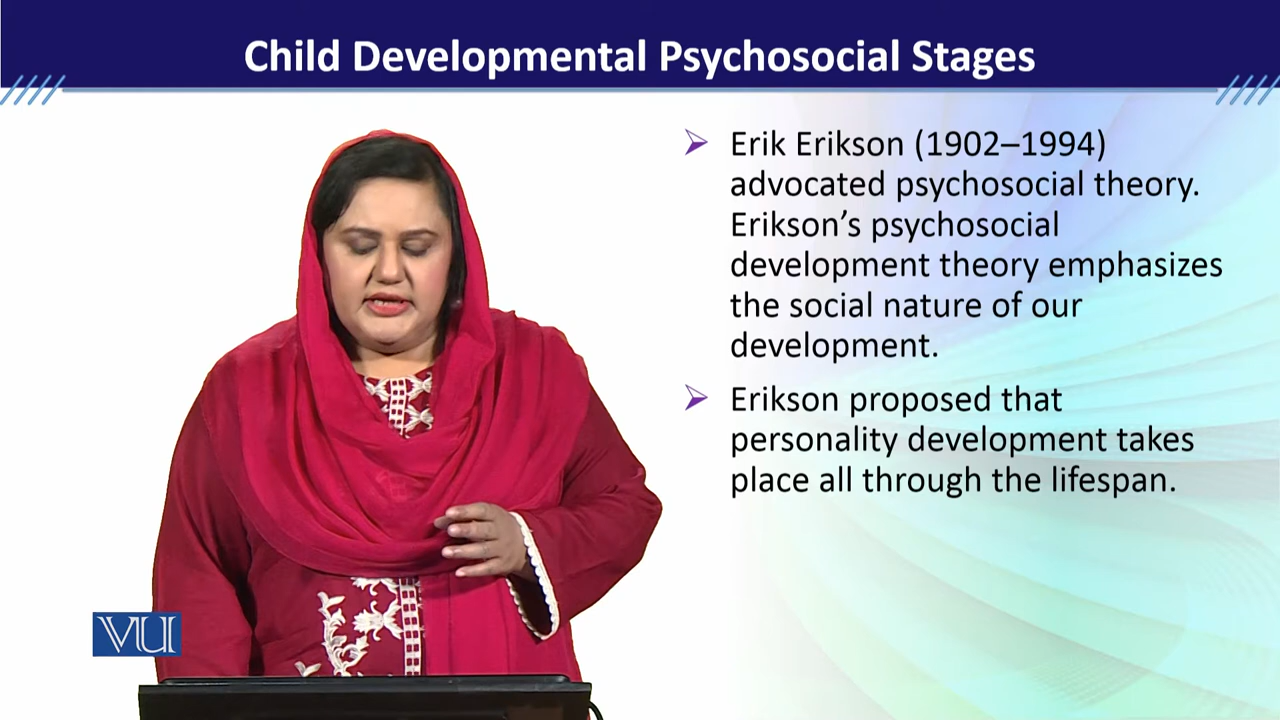 Child Developmental Psychosocial Stages
Erik Erikson (1902–1994)
advocated psychosocial theory.
Erikson’s psychosocial
development theory emphasizes
the social nature of our
development.
Erikson proposed that
personality development takes
place all through the lifespan.
VU